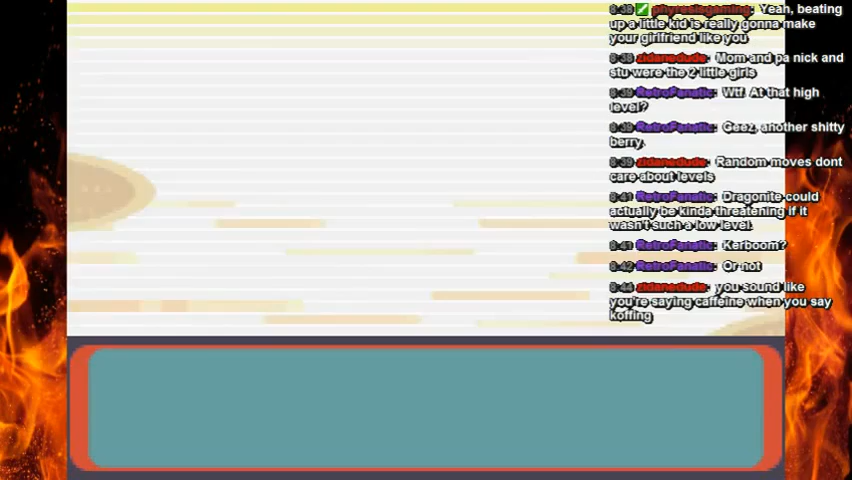 8:38 phyresisgaming: Yeah, beating
up a little kid is really gonna make
your girlfriend like you
8:38 zidanedude: Mom and pa nick and
stu were the 2 little girls
8:39 RetroFanatic: Wtf. At that high
level?
8:39 RetroFanatic: Geez, another shitty
berry.
8:39 zidanedude: Random moves dont
care about levels
8:41 RetroFanatic: Dragonite could
actually be kinda threatening if it
wasn't such a low level.
8:41 RetroFanatic: Kerboom?
8:42 RetroFanatic: Or not
8:44 zidanedude: you sound like
you're saying caffeine when you say
koffing